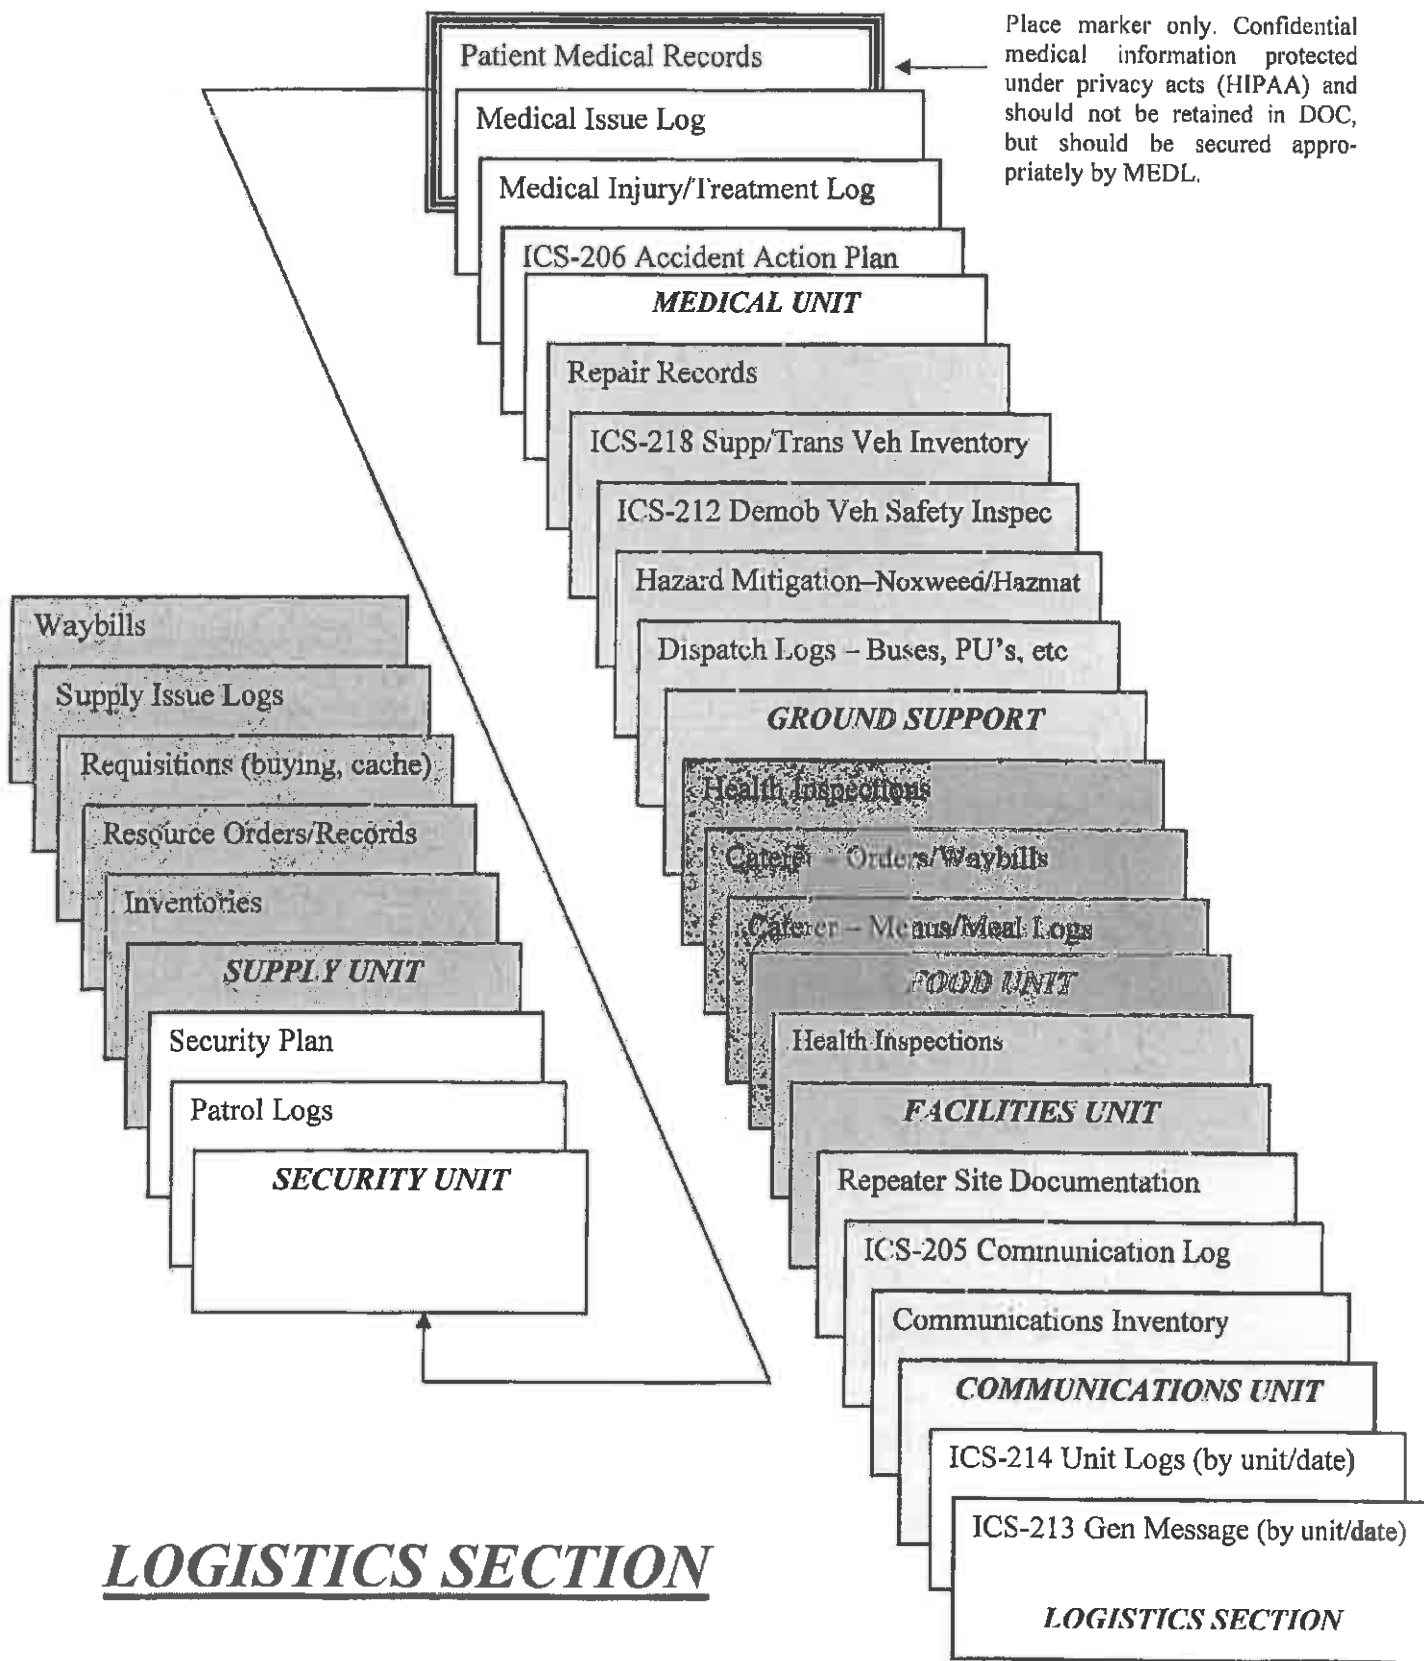 Place marker only. Confidential
medical information protected
under privacy acts (HIPAA) and
should not be retained in DOC,
but should be secured appro-
priately by MEDL.
Patient Medical Records
Medical Issue Log
Medical Injury/Treatment Log
ICS-206 Accident Action Plan
MEDICAL UNIT
Repair Records
ICS-218 Supp/Trans Veh Inventory
ICS-212 Demob Veh Safety Inspec
Hazard Mitigation–Noxweed/Hazmat
Dispatch Logs – Buses, PU's, etc
GROUND SUPPORT
Health Inspections
Caterer – Orders/Waybills
Caterer – Menus/Meal Logs
FOOD UNIT
Health Inspections
FACILITIES UNIT
Repeater Site Documentation
ICS-205 Communication Log
Communications Inventory
COMMUNICATIONS UNIT
ICS-214 Unit Logs (by unit/date)
ICS-213 Gen Message (by unit/date)
LOGISTICS SECTION
Waybills
Supply Issue Logs
Requisitions (buying, cache)
Resource Orders/Records
Inventories
SUPPLY UNIT
Security Plan
Patrol Logs
SECURITY UNIT
LOGISTICS SECTION